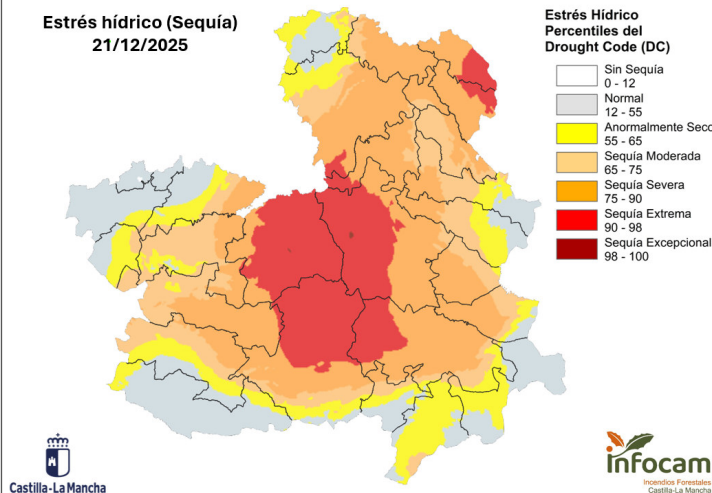 Estrés hídrico (Sequía)
21/12/2025
Estrés Hídrico
Percentiles del
Drought Code (DC)
Sin Sequía
0 - 12
Normal
12 - 55
Anormalmente Seco
55 - 65
Sequía Moderada
65 - 75
Sequía Severa
75 - 90
Sequía Extrema
90 - 98
Sequía Excepcional
98 - 100
Castilla-La Mancha
infocam
Incendios Forestales
Castilla-La Mancha